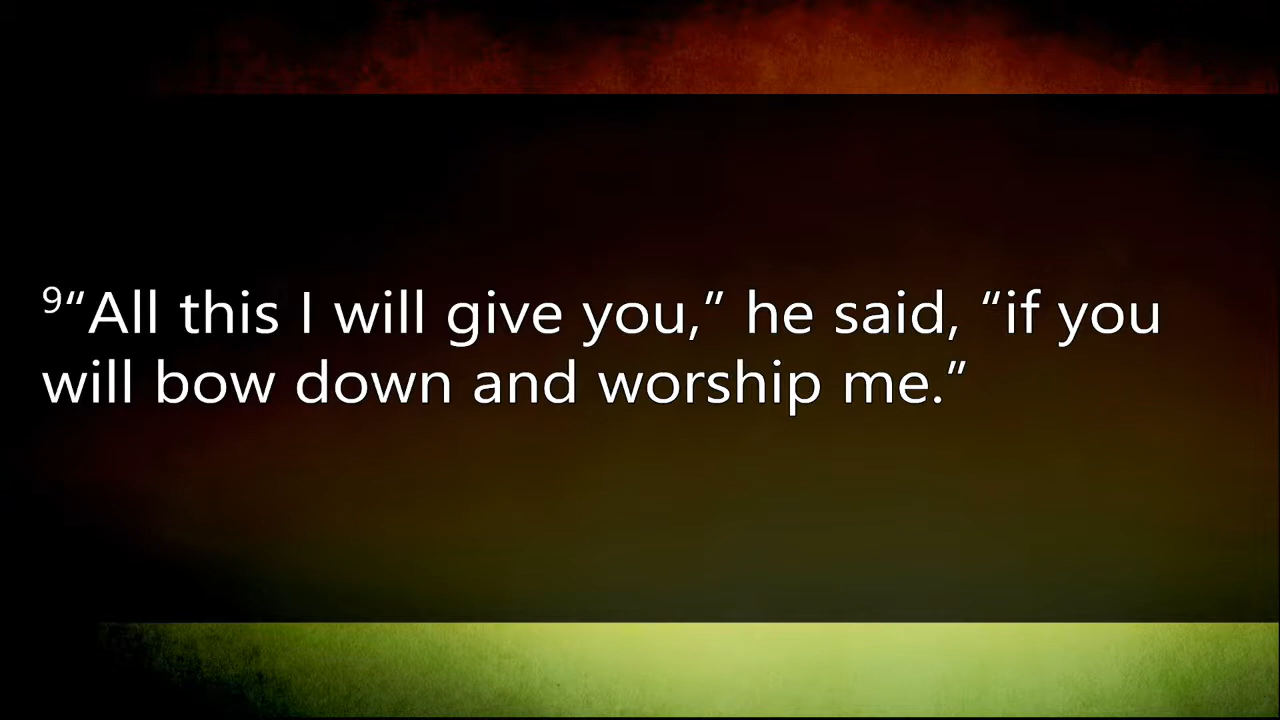 ⁹“All this I will give you,” he said, “if you
will bow down and worship me.”